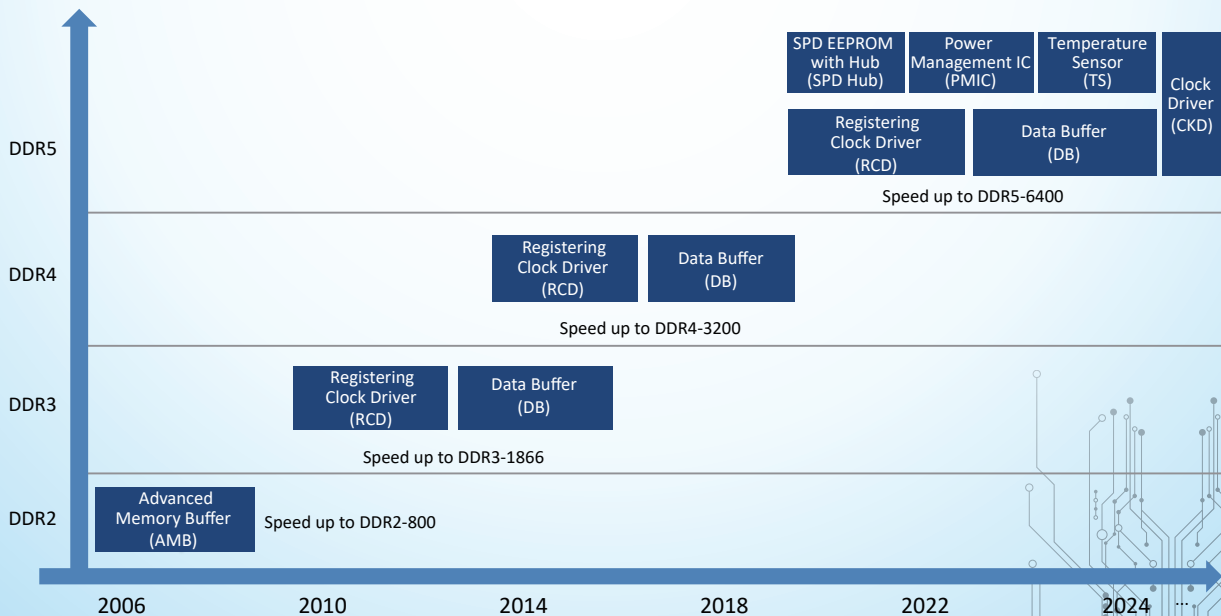 DDR5
SPD EEPROM
with Hub
(SPD Hub)
Power
Management IC
(PMIC)
Temperature
Sensor
(TS)
Clock
Driver
(CKD)
Registering
Clock Driver
(RCD)
Data Buffer
(DB)
Speed up to DDR5-6400
DDR4
Registering
Clock Driver
(RCD)
Data Buffer
(DB)
Speed up to DDR4-3200
DDR3
Registering
Clock Driver
(RCD)
Data Buffer
(DB)
Speed up to DDR3-1866
DDR2
Advanced
Memory Buffer
(AMB)
Speed up to DDR2-800
2006 2010 2014 2018 2022 2024 ...